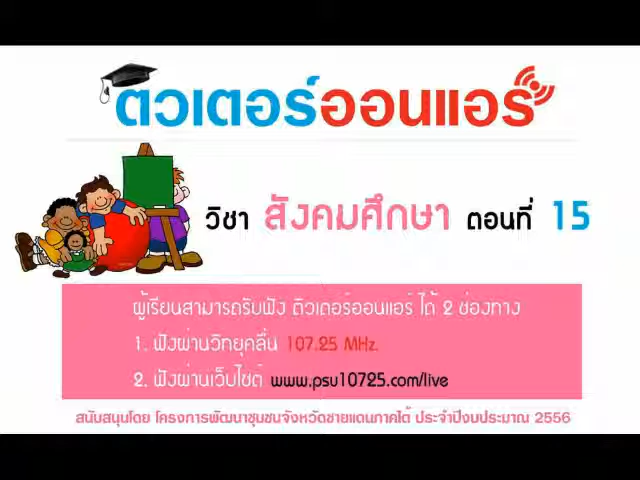 ติวเตอร์ออนแอร์
วิชา สังคมศึกษา ตอนที่ 15
ผู้เรียนสามารถรับฟัง ติวเตอร์ออนแอร์ ได้ 2 ช่องทาง
1. ฟังผ่านวิทยุคลื่น 107.25 MHz.
2. ฟังผ่านเว็บไซต์ www.psu10725.com/live
สนับสนุนโดย โครงการพัฒนาชุมชนจังหวัดชายแดนภาคใต้ ประจำปีงบประมาณ 2556